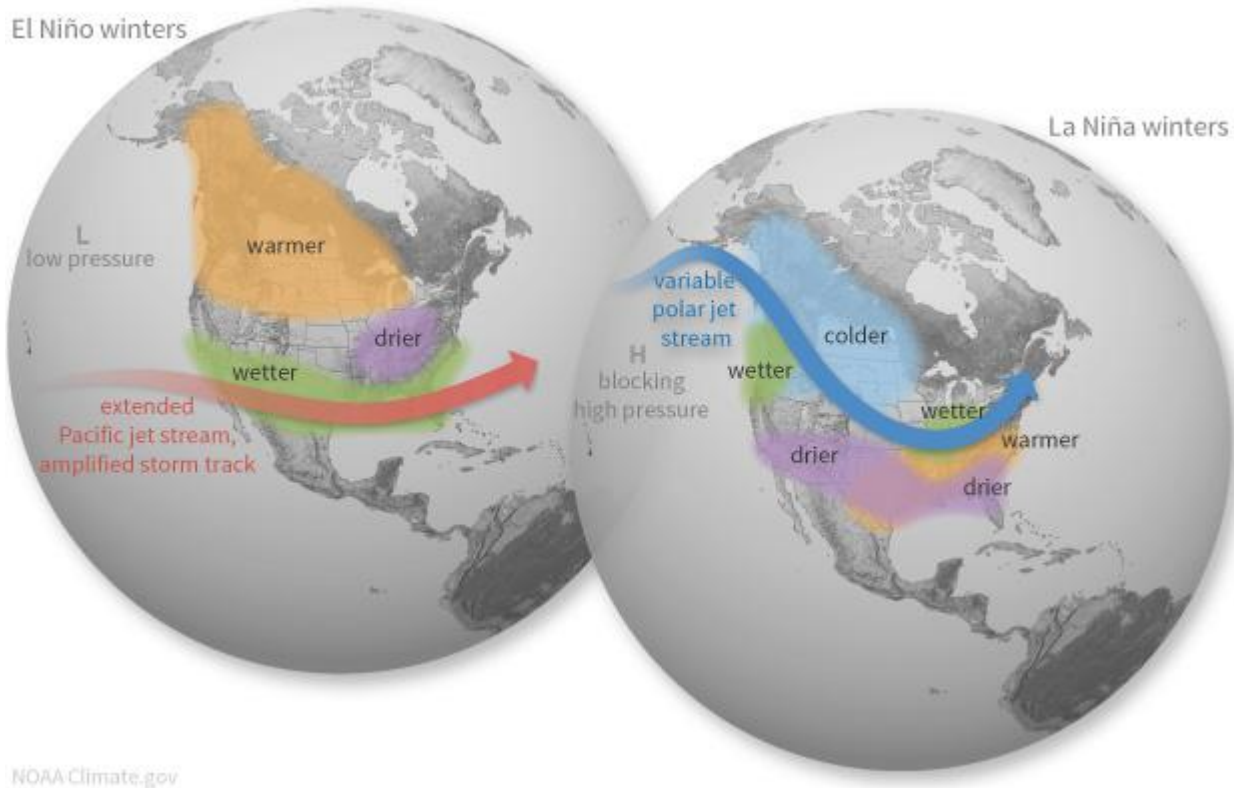 El Niño winters
L
low pressure
warmer
drier
wetter
extended
Pacific jet stream,
amplified storm track
La Niña winters
variable
polar jet
stream
colder
H
blocking
high pressure
wetter
wetter
warmer
drier
drier
NOAA Climate.gov